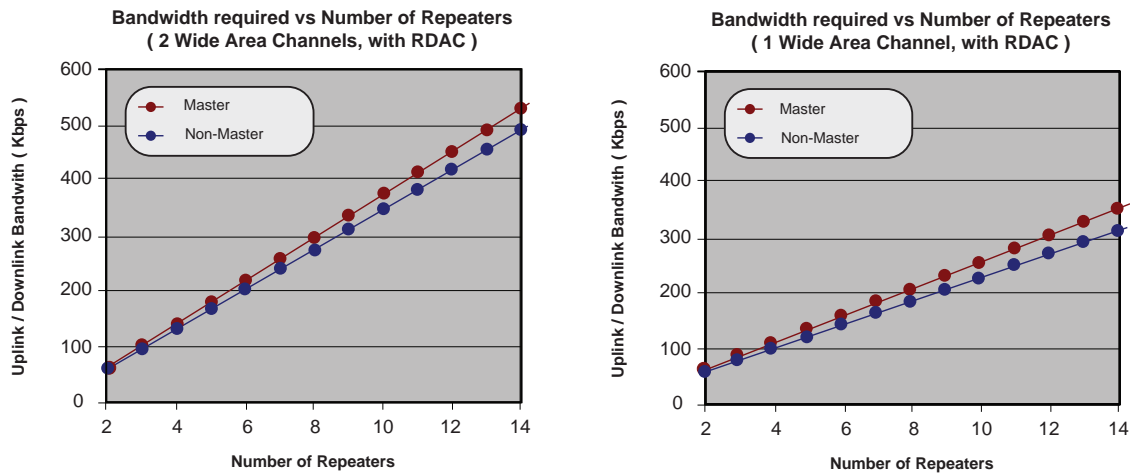 Bandwidth required vs Number of Repeaters
( 2 Wide Area Channels, with RDAC )
Uplink / Downlink Bandwith ( Kbps )
600
500
400
300
200
100
0
Master
Non-Master
2 4 6 8 10 12 14
Number of Repeaters
Bandwidth required vs Number of Repeaters
( 1 Wide Area Channel, with RDAC )
Uplink / Downlink Bandwith ( Kbps )
600
500
400
300
200
100
0
Master
Non-Master
2 4 6 8 10 12 14
Number of Repeaters